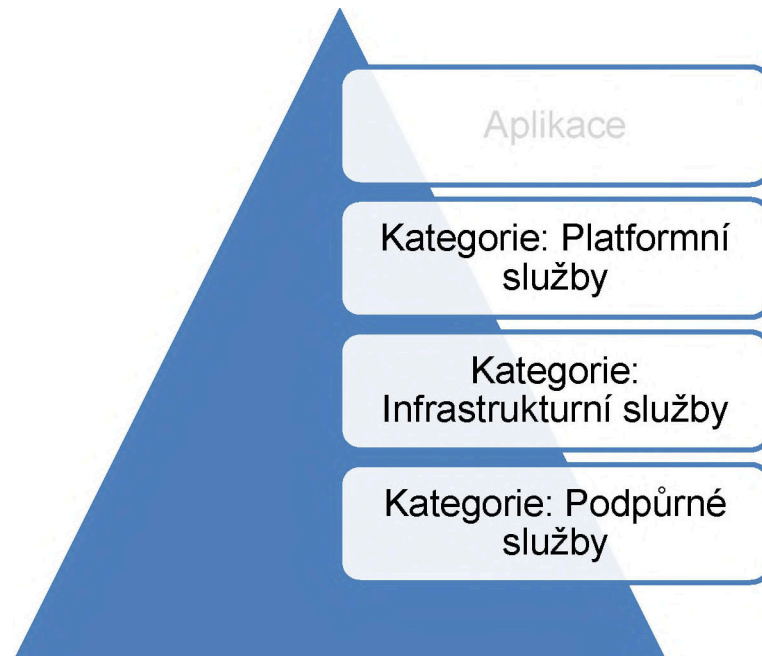 Aplikace
Kategorie: Platformní
služby
Kategorie:
Infrastrukturní služby
Kategorie: Podpůrné
služby